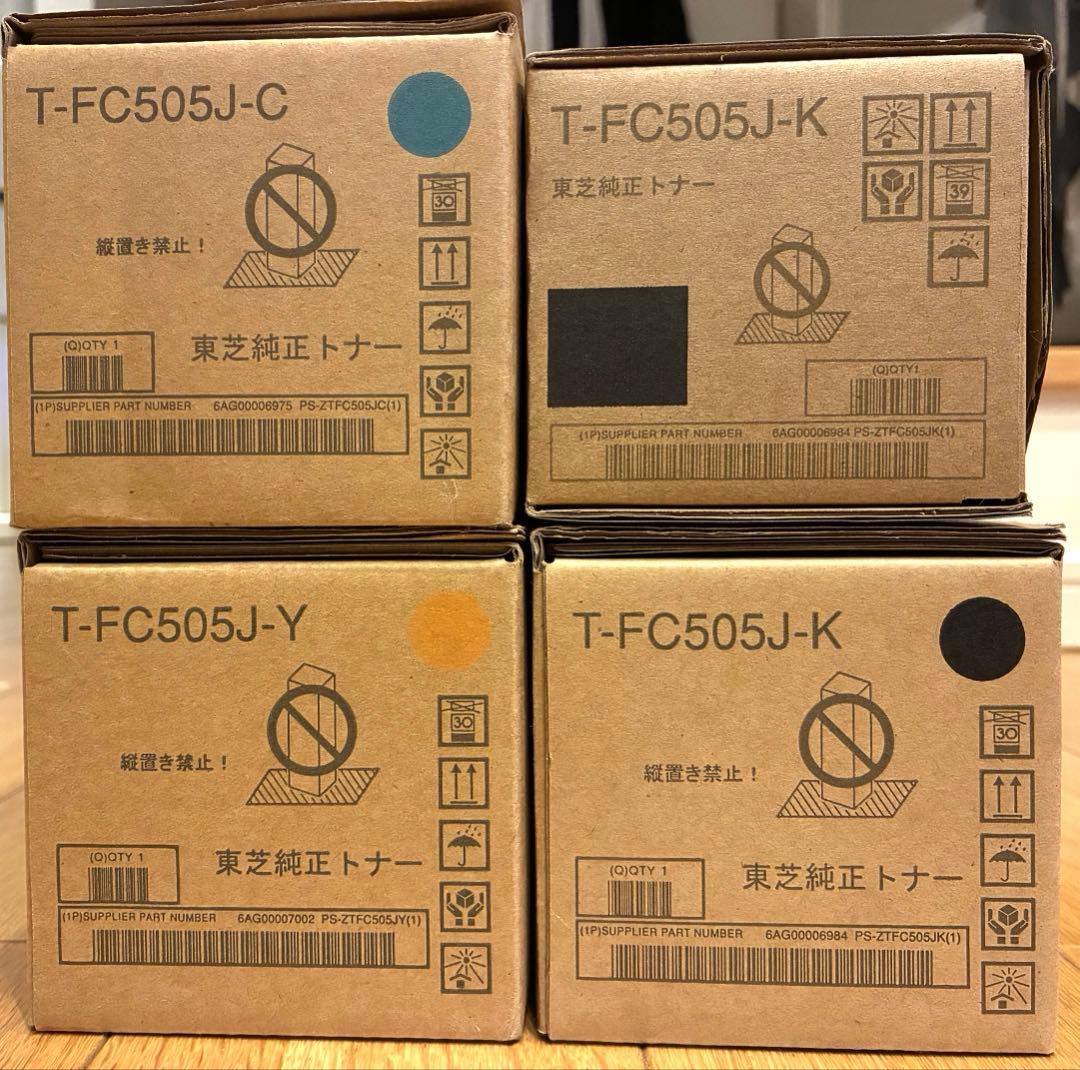 T-FC505J-C
30
縦置き禁止!
東芝純正トナー
(Q)QTY 1
(1P)SUPPLIER PART NUMBER 6AG00006975 PS-ZTFC505JC(1)
T-FC505J-K
東芝純正トナー
39
(Q)QTY1
(1P)SUPPLIER PART NUMBER 6AG00006984 PS-ZTFC505JK(1)
T-FC505J-Y
30
縦置き禁止!
東芝純正トナー
(Q)QTY 1
(1P)SUPPLIER PART NUMBER 6AG00007002 PS-ZTFC505JY(1)
T-FC505J-K
30
縦置き禁止!
東芝純正トナー
(Q)QTY 1
(1P)SUPPLIER PART NUMBER 6AG00006984 PS-ZTFC505JK(1)